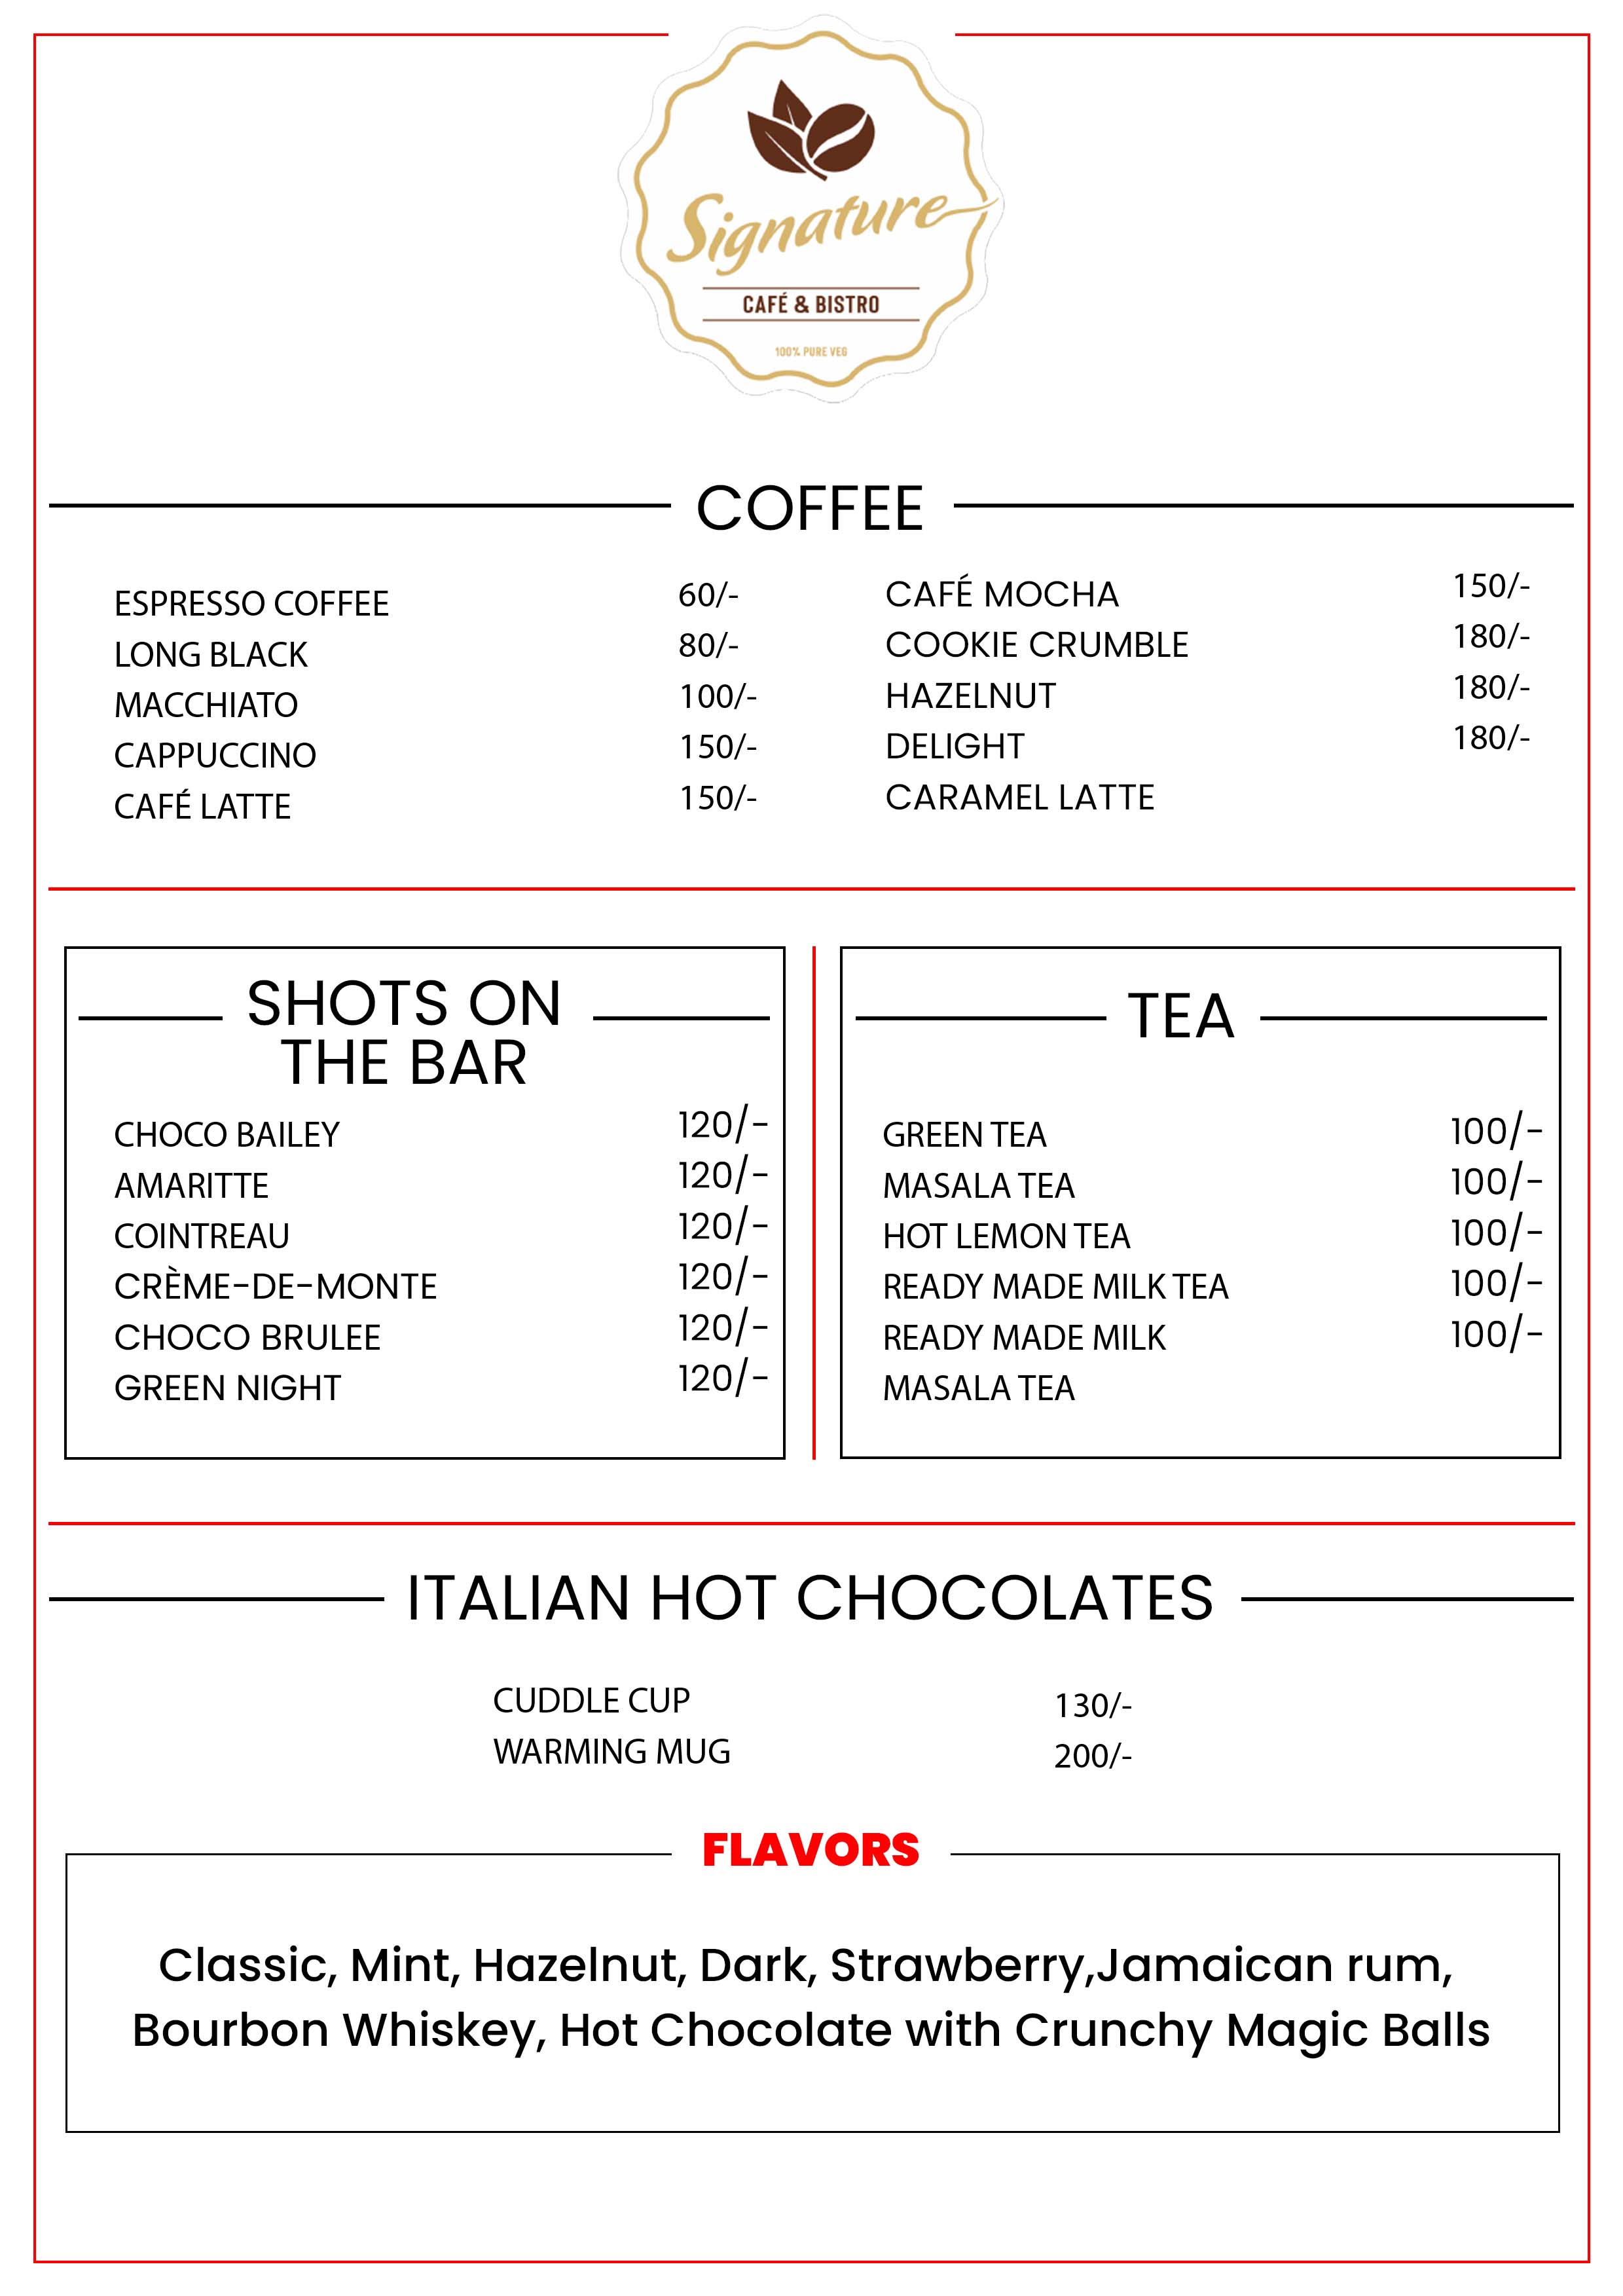 Signature
CAFÉ & BISTRO
100% PURE VEG
COFFEE
ESPRESSO COFFEE 60/-
LONG BLACK 80/-
MACCHIATO 100/-
CAPPUCCINO 150/-
CAFÉ LATTE 150/-
CAFÉ MOCHA 150/-
COOKIE CRUMBLE 180/-
HAZELNUT 180/-
DELIGHT 180/-
CARAMEL LATTE
SHOTS ON
THE BAR
CHOCO BAILEY 120/-
AMARITTE 120/-
COINTREAU 120/-
CRÈME-DE-MONTE 120/-
CHOCO BRULEE 120/-
GREEN NIGHT 120/-
TEA
GREEN TEA 100/-
MASALA TEA 100/-
HOT LEMON TEA 100/-
READY MADE MILK TEA 100/-
READY MADE MILK 100/-
MASALA TEA
ITALIAN HOT CHOCOLATES
CUDDLE CUP 130/-
WARMING MUG 200/-
FLAVORS
Classic, Mint, Hazelnut, Dark, Strawberry,Jamaican rum,
Bourbon Whiskey, Hot Chocolate with Crunchy Magic Balls